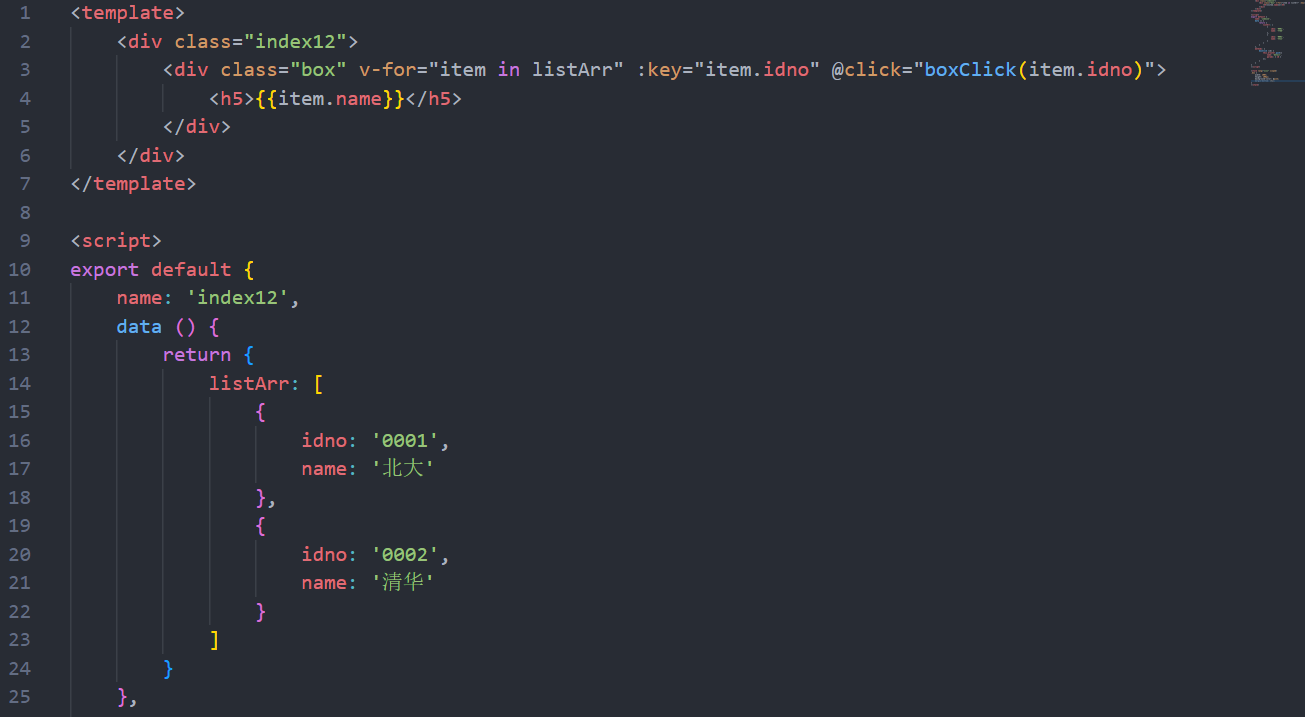 1 <template>
2     <div class="index12">
3         <div class="box" v-for="item in listArr" :key="item.idno" @click="boxClick(item.idno)">
4             <h5>{{item.name}}</h5>
5         </div>
6     </div>
7 </template>
8
9 <script>
10 export default {
11     name: 'index12',
12     data () {
13         return {
14             listArr: [
15                 {
16                     idno: '0001',
17                     name: '北大'
18                 },
19                 {
20                     idno: '0002',
21                     name: '清华'
22                 }
23             ]
24         }
25     },